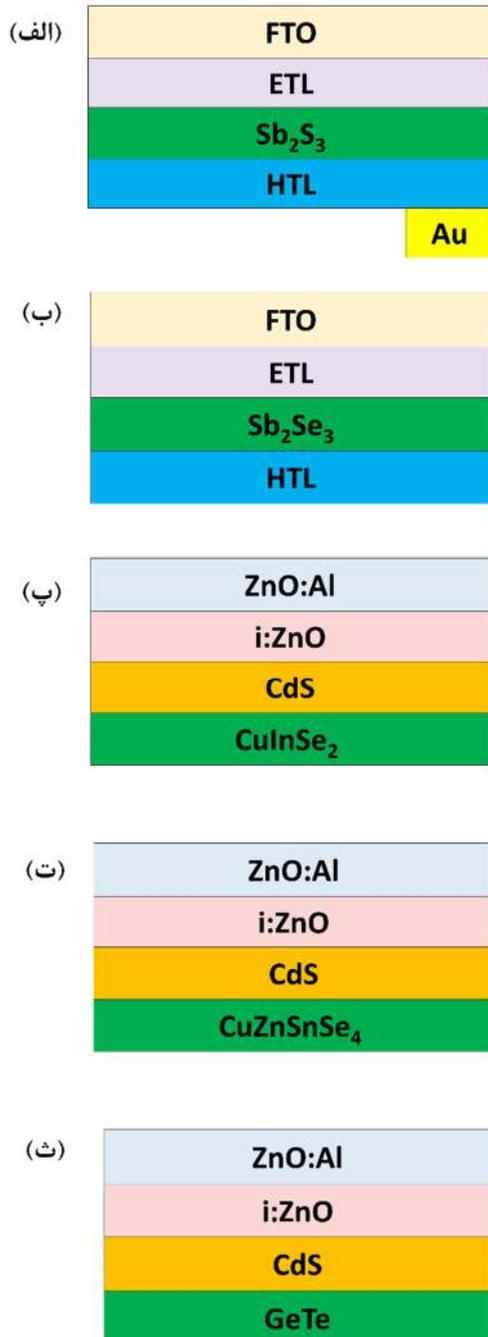 (الف)
FTO
ETL
Sb₂S₃
HTL
Au
(ب)
FTO
ETL
Sb₂Se₃
HTL
(پ)
ZnO:Al
i:ZnO
CdS
CuInSe₂
(ت)
ZnO:Al
i:ZnO
CdS
CuZnSnSe₄
(ث)
ZnO:Al
i:ZnO
CdS
GeTe